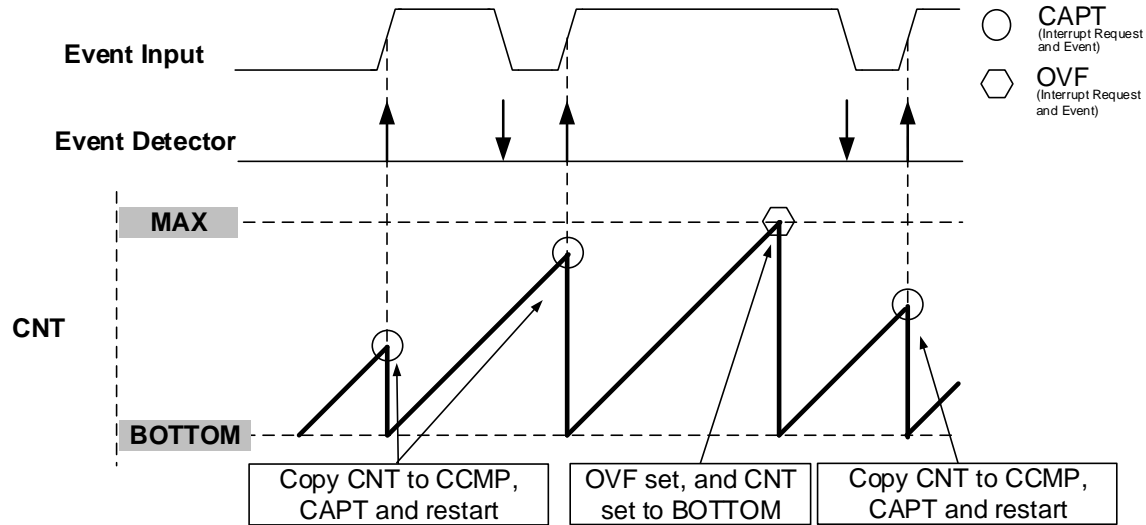 CAPT
(Interrupt Request
and Event)
Event Input
OVF
(Interrupt Request
and Event)
Event Detector
MAX
CNT
BOTTOM
Copy CNT to CCMP,
CAPT and restart
OVF set, and CNT
set to BOTTOM
Copy CNT to CCMP,
CAPT and restart